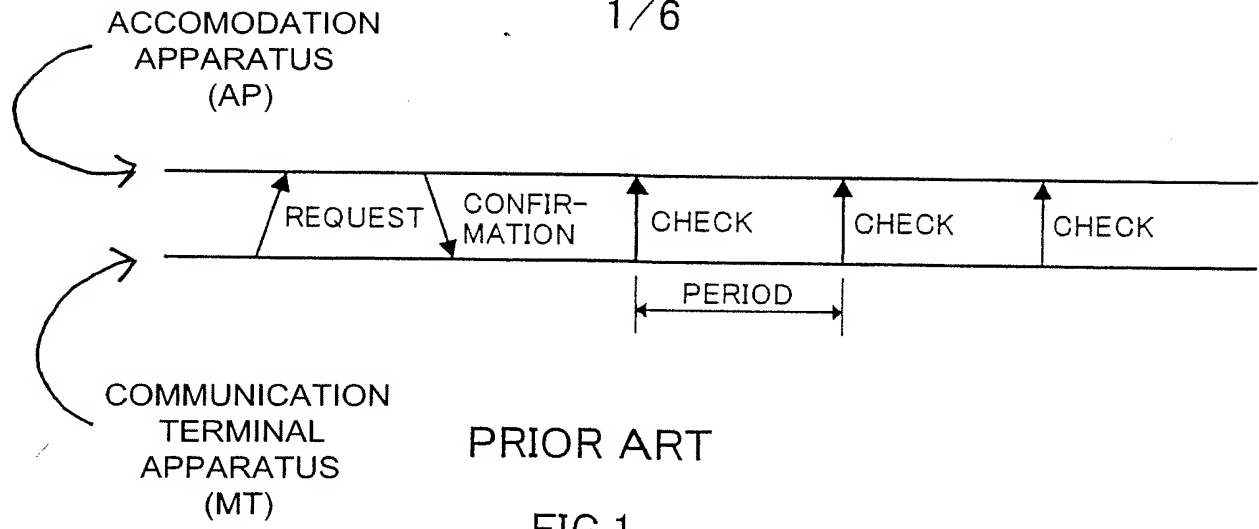 1/6
ACCOMODATION
APPARATUS
(AP)
REQUEST
CONFIR-
MATION
CHECK
CHECK
CHECK
PERIOD
COMMUNICATION
TERMINAL
APPARATUS
(MT)
PRIOR ART
FIG.1